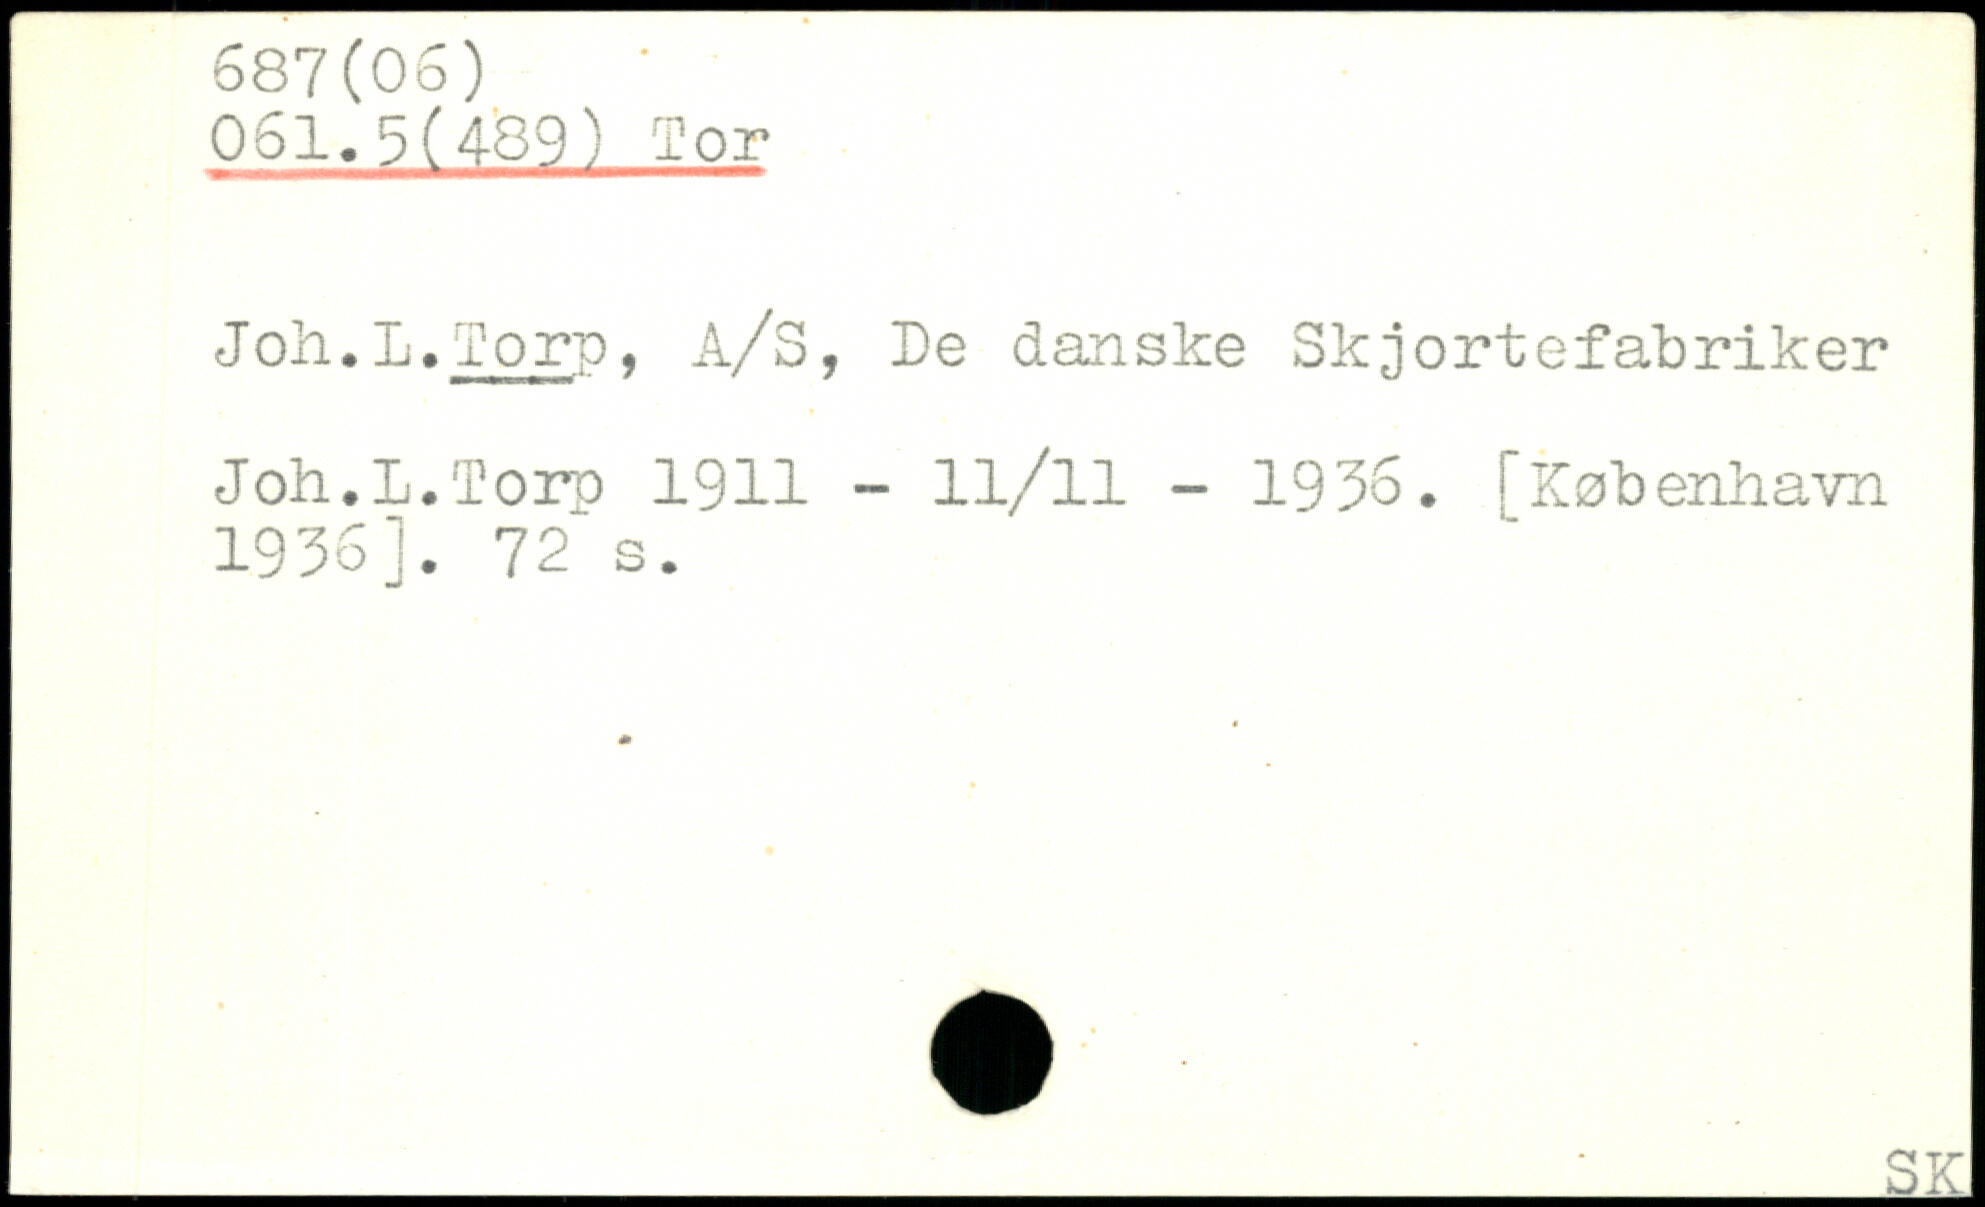 687(06)
061.5(489) Tor
Joh.L.Torp, A/S, De danske Skjortefabriker
Joh.L.Torp 1911 - 11/11 - 1936. [København
1936]. 72 s.
SK